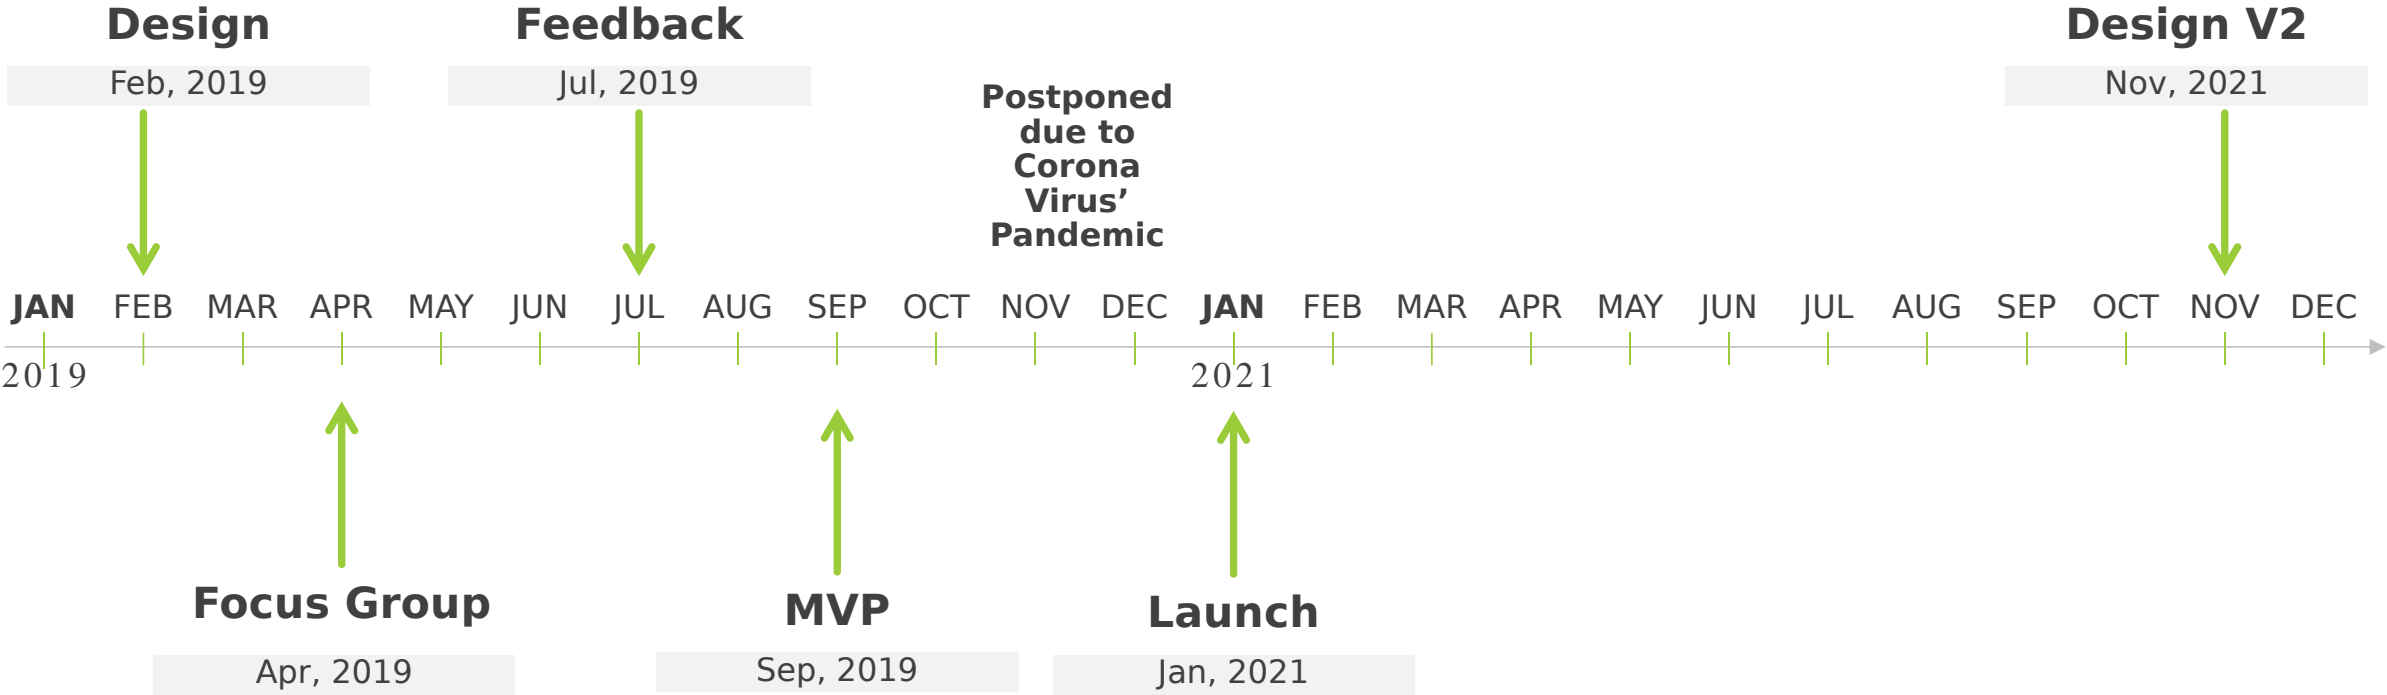 Design
Feb, 2019
Feedback
Jul, 2019
Postponed
due to
Corona
Virus’
Pandemic
Design V2
Nov, 2021
JAN FEB MAR APR MAY JUN JUL AUG SEP OCT NOV DEC JAN FEB MAR APR MAY JUN JUL AUG SEP OCT NOV DEC
2019 2021
Focus Group
Apr, 2019
MVP
Sep, 2019
Launch
Jan, 2021